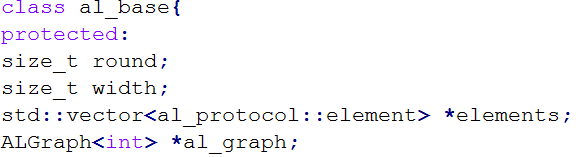 class al_base{
protected:
size_t round;
size_t width;
std::vector<al_protocol::element> *elements;
ALGraph<int> *al_graph;